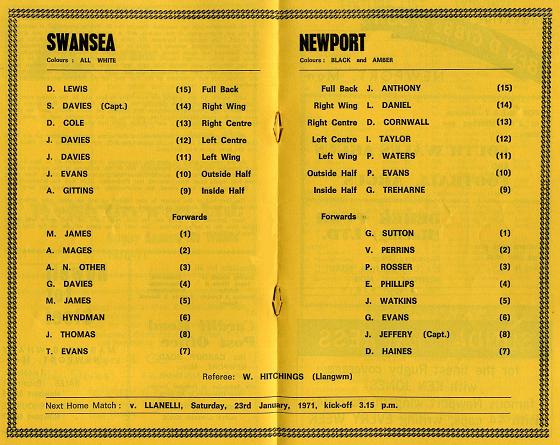 SWANSEA
Colours : ALL WHITE
D. LEWIS (15) Full Back
S. DAVIES (Capt.) (14) Right Wing
D. COLE (13) Right Centre
J. DAVIES (12) Left Centre
J. DAVIES (11) Left Wing
J. EVANS (10) Outside Half
A. GITTINS (9) Inside Half
Forwards
M. JAMES (1)
A. MAGES (2)
A. N. OTHER (3)
G. DAVIES (4)
M. JAMES (5)
R. HYNDMAN (6)
J. THOMAS (8)
T. EVANS (7)
NEWPORT
Colours : BLACK and AMBER
Full Back J. ANTHONY (15)
Right Wing L. DANIEL (14)
Right Centre D. CORNWALL (13)
Left Centre I. TAYLOR (12)
Left Wing P. WATERS (11)
Outside Half P. EVANS (10)
Inside Half G. TREHARNE (9)
Forwards
G. SUTTON (1)
V. PERRINS (2)
P. ROSSER (3)
E. PHILLIPS (4)
J. WATKINS (5)
G. EVANS (6)
J. JEFFERY (Capt.) (8)
D. HAINES (7)
Referee: W. HITCHINGS (Llangwm)
Next Home Match : v. LLANELLI, Saturday, 23rd January, 1971, kick-off 3.15 p.m.